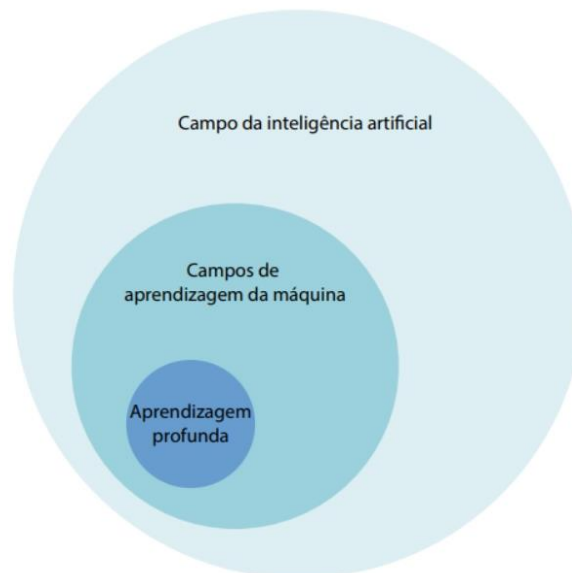 Campo da inteligência artificial
Campos de
aprendizagem da máquina
Aprendizagem
profunda